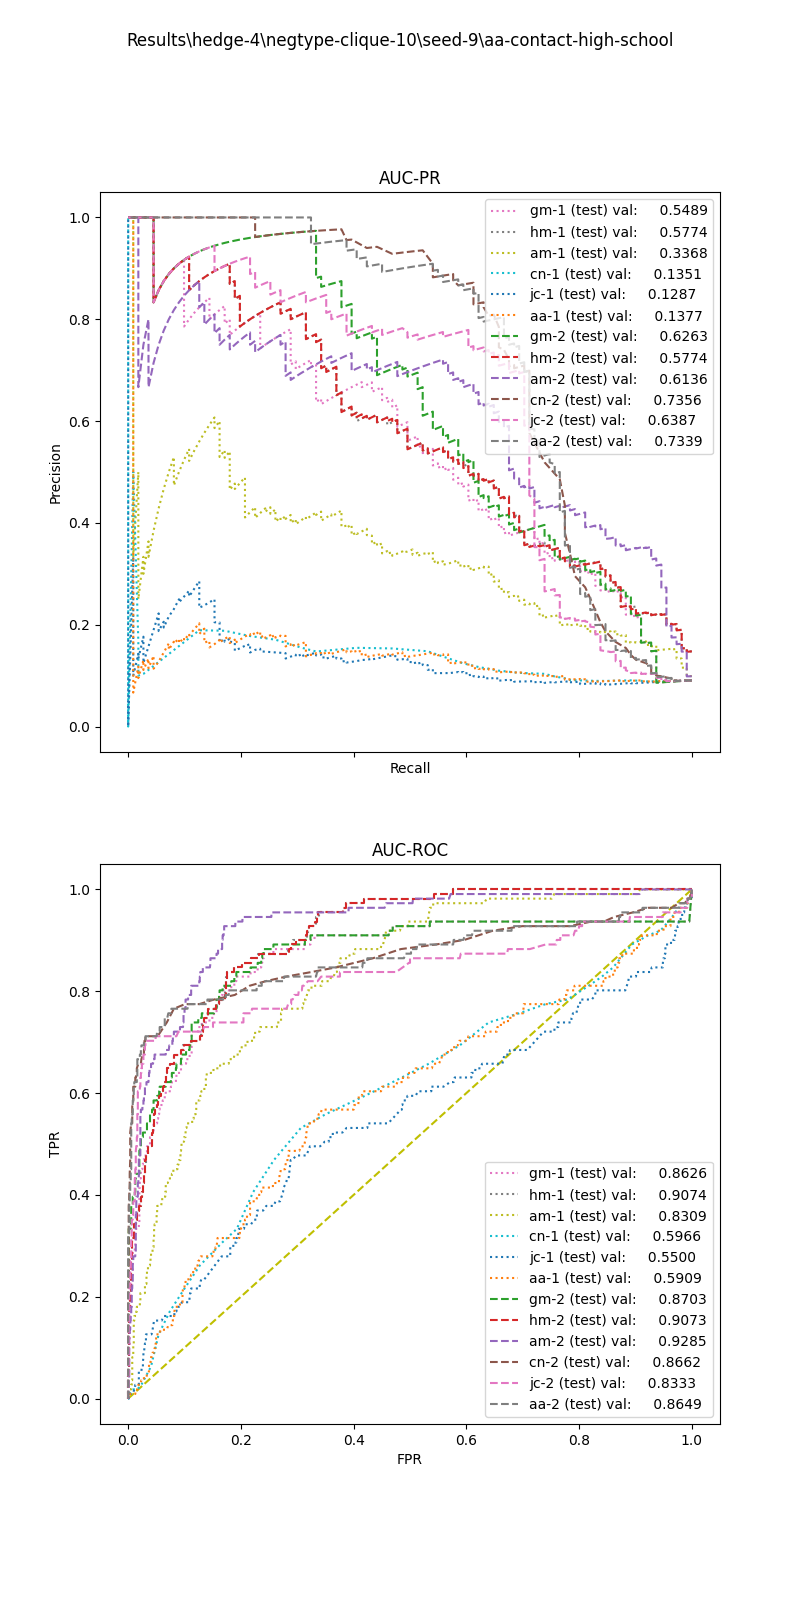 Results\hedge-4\negtype-clique-10\seed-9\aa-contact-high-school
AUC-PR
1.0
0.8
0.6
0.4
0.2
0.0
Precision
Recall
gm-1 (test) val: 0.5489
hm-1 (test) val: 0.5774
am-1 (test) val: 0.3368
cn-1 (test) val: 0.1351
jc-1 (test) val: 0.1287
aa-1 (test) val: 0.1377
gm-2 (test) val: 0.6263
hm-2 (test) val: 0.5774
am-2 (test) val: 0.6136
cn-2 (test) val: 0.7356
jc-2 (test) val: 0.6387
aa-2 (test) val: 0.7339
AUC-ROC
1.0
0.8
0.6
0.4
0.2
0.0
TPR
gm-1 (test) val: 0.8626
hm-1 (test) val: 0.9074
am-1 (test) val: 0.8309
cn-1 (test) val: 0.5966
jc-1 (test) val: 0.5500
aa-1 (test) val: 0.5909
gm-2 (test) val: 0.8703
hm-2 (test) val: 0.9073
am-2 (test) val: 0.9285
cn-2 (test) val: 0.8662
jc-2 (test) val: 0.8333
aa-2 (test) val: 0.8649
0.0 0.2 0.4 0.6 0.8 1.0
FPR